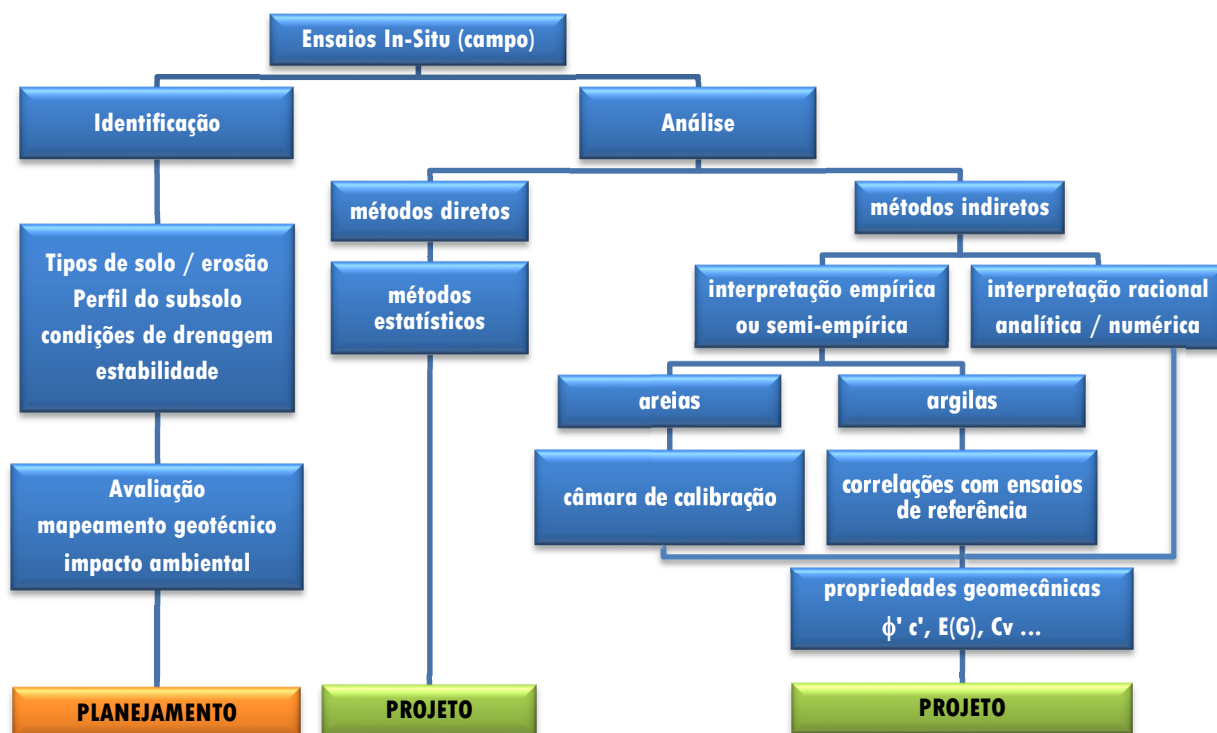 Ensaios In-Situ (campo)
Identificação
Análise
métodos diretos
métodos indiretos
Tipos de solo / erosão
Perfil do subsolo
condições de drenagem
estabilidade
métodos
estatísticos
interpretação empírica
ou semi-empírica
interpretação racional
analítica / numérica
areias
argilas
Avaliação
mapeamento geotécnico
impacto ambiental
câmara de calibração
correlações com ensaios
de referência
propriedades geomecânicas
ϕ' c', E(G), Cv ...
PLANEJAMENTO
PROJETO
PROJETO